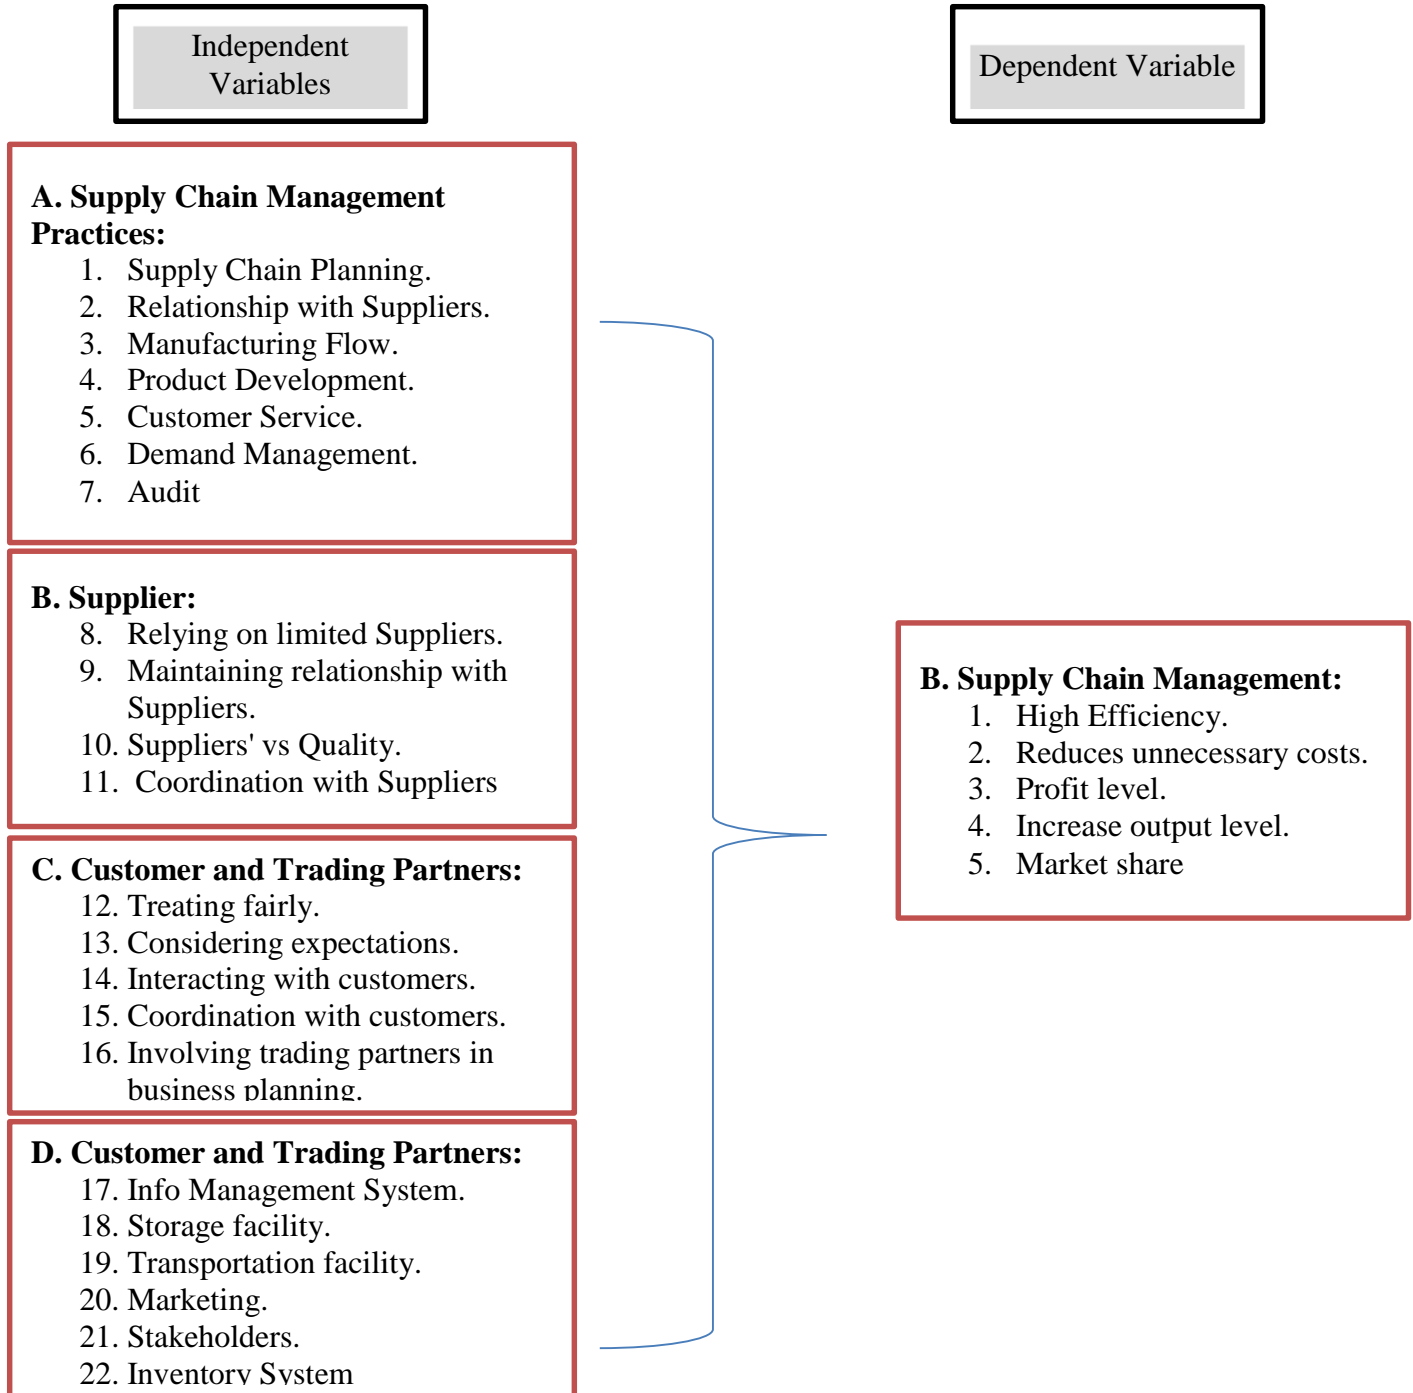 Independent
Variables
Dependent Variable
A. Supply Chain Management
Practices:
1. Supply Chain Planning.
2. Relationship with Suppliers.
3. Manufacturing Flow.
4. Product Development.
5. Customer Service.
6. Demand Management.
7. Audit
B. Supplier:
8. Relying on limited Suppliers.
9. Maintaining relationship with
Suppliers.
10. Suppliers' vs Quality.
11. Coordination with Suppliers
C. Customer and Trading Partners:
12. Treating fairly.
13. Considering expectations.
14. Interacting with customers.
15. Coordination with customers.
16. Involving trading partners in
business planning.
D. Customer and Trading Partners:
17. Info Management System.
18. Storage facility.
19. Transportation facility.
20. Marketing.
21. Stakeholders.
22. Inventory System
B. Supply Chain Management:
1. High Efficiency.
2. Reduces unnecessary costs.
3. Profit level.
4. Increase output level.
5. Market share